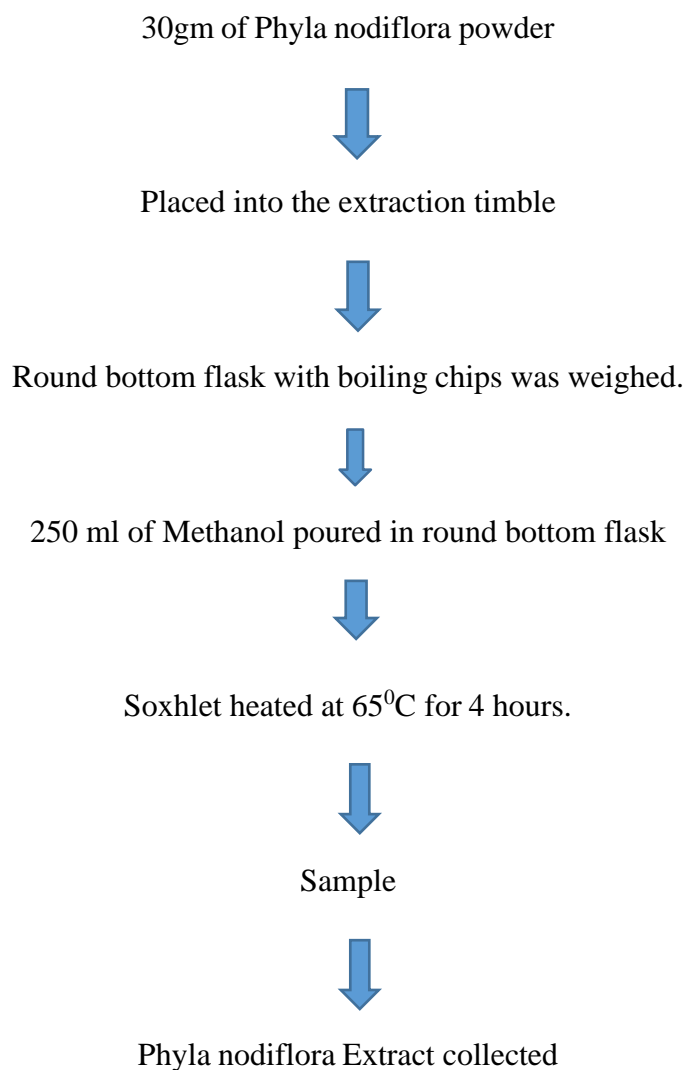 30gm of Phyla nodiflora powder
Placed into the extraction timble
Round bottom flask with boiling chips was weighed.
250 ml of Methanol poured in round bottom flask
Soxhlet heated at 65⁰C for 4 hours.
Sample
Phyla nodiflora Extract collected